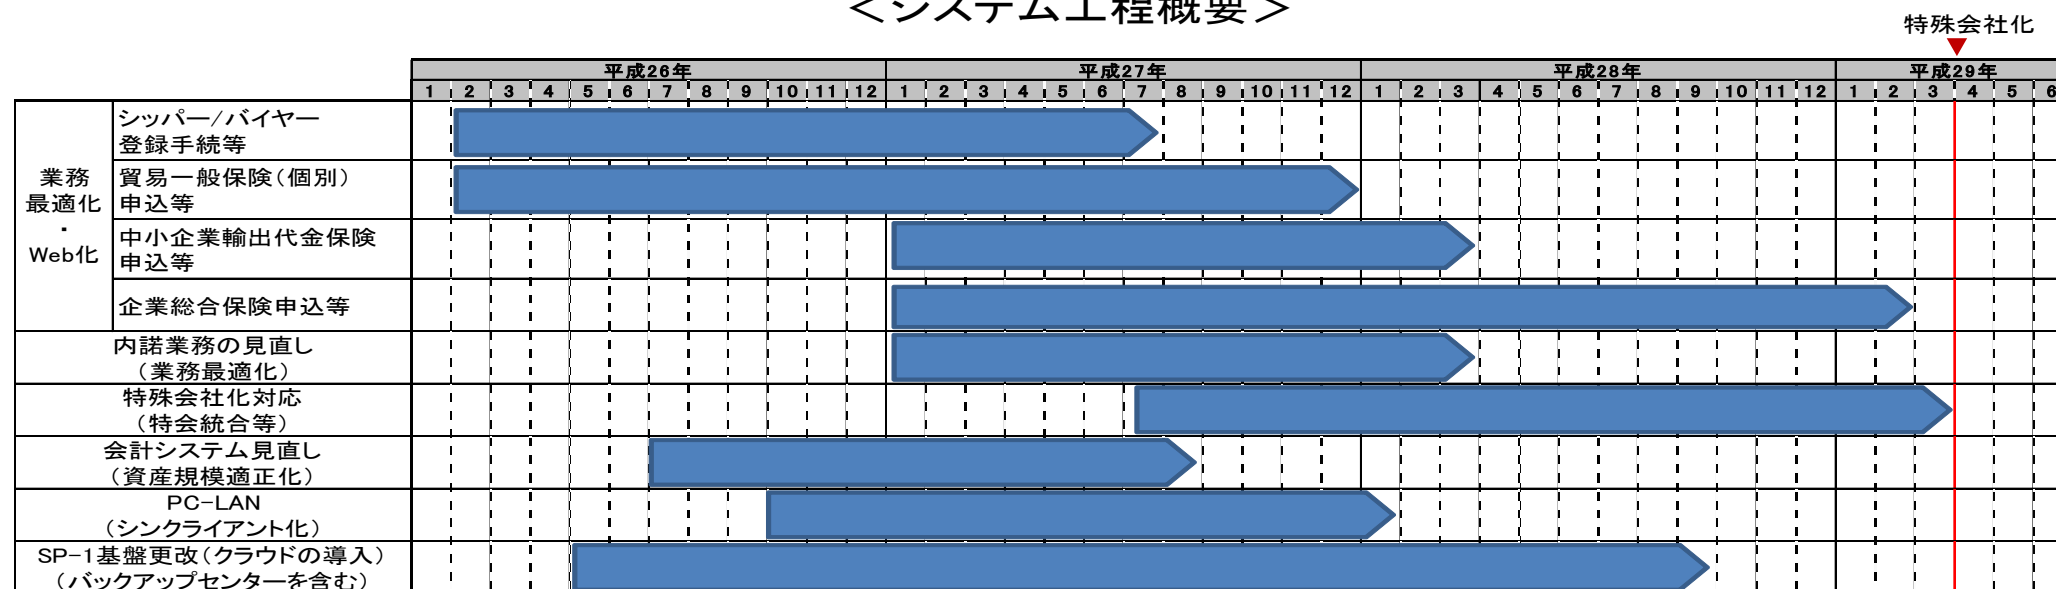 ＜システム工程概要＞
特殊会社化
平成26年 平成27年 平成28年 平成29年
1 2 3 4 5 6 7 8 9 10 11 12 1 2 3 4 5 6 7 8 9 10 11 12 1 2 3 4 5 6 7 8 9 10 11 12 1 2 3 4 5 6
業務
最適化
・
Web化
シッパー/バイヤー
登録手続等
貿易一般保険（個別）
申込等
中小企業輸出代金保険
申込等
企業総合保険申込等
内諾業務の見直し
（業務最適化）
特殊会社化対応
（特会統合等）
会計システム見直し
（資産規模適正化）
PC-LAN
（シンクライアント化）
SP-1基盤更改（クラウドの導入）
（バックアップセンターを含む）